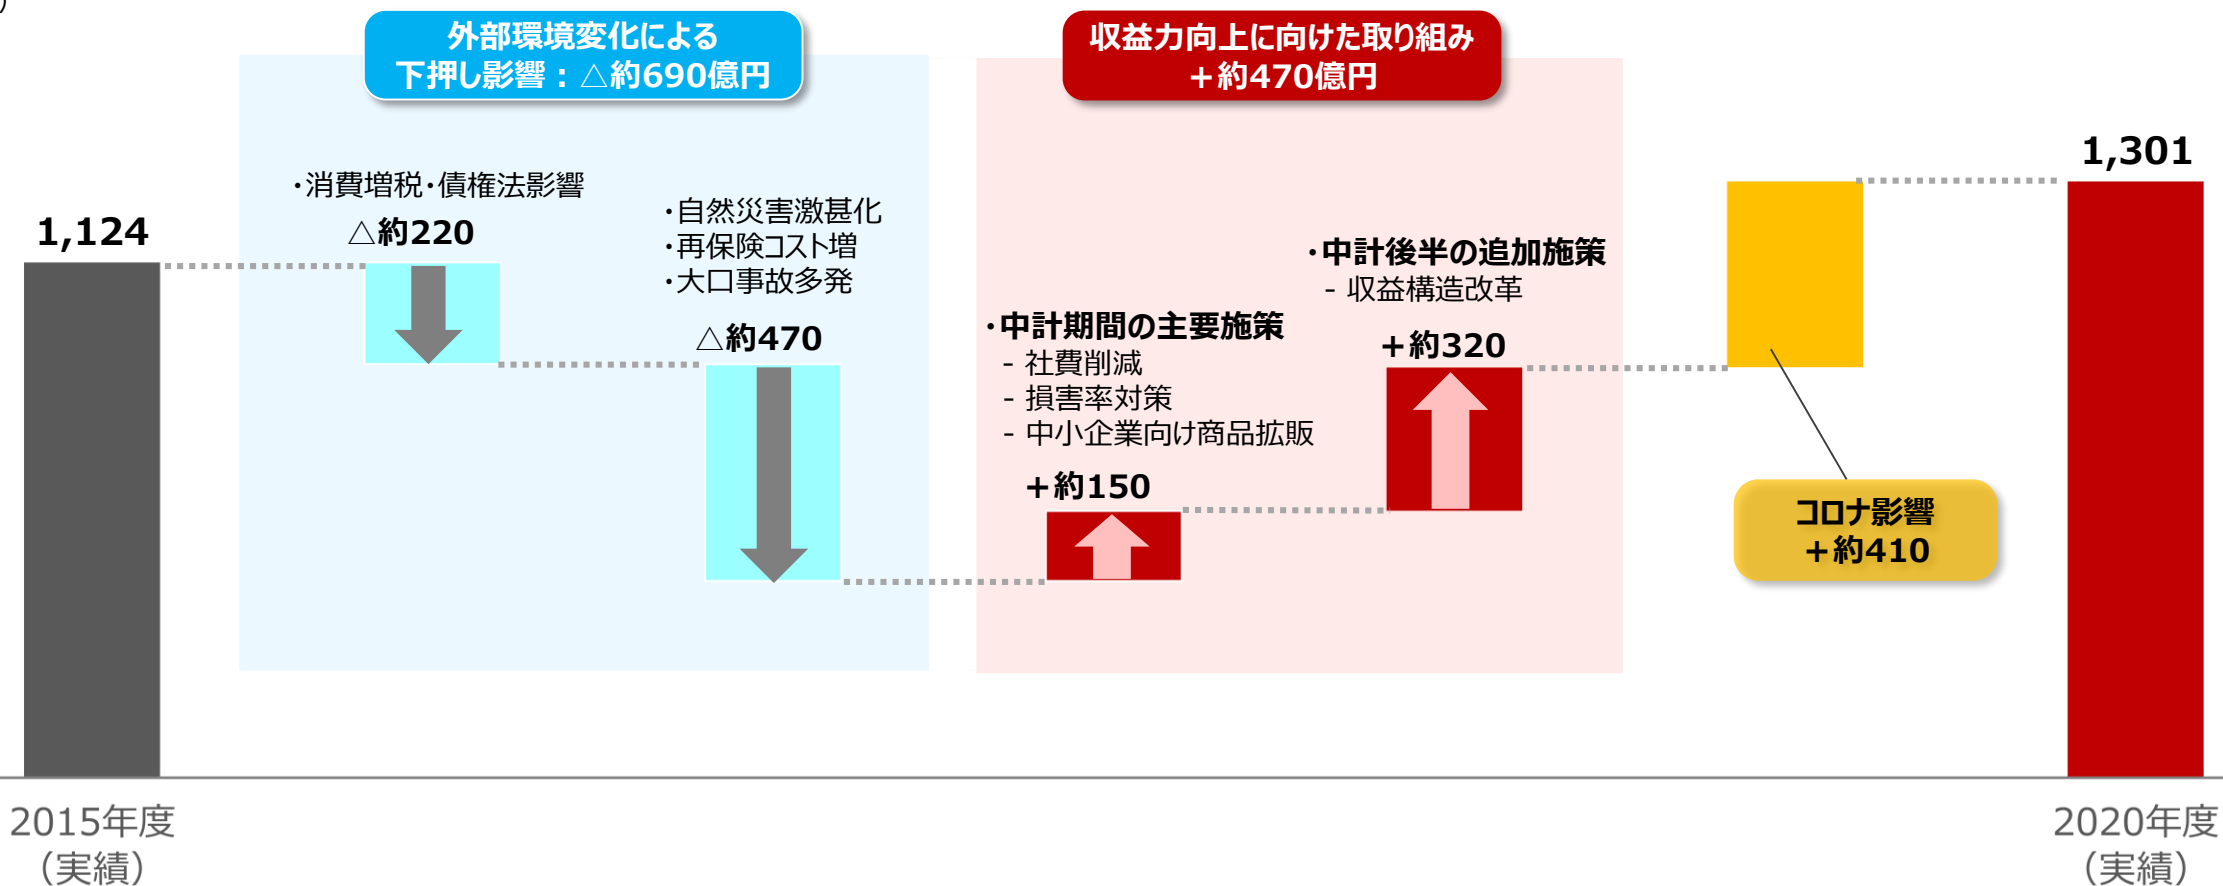 )
外部環境変化による
下押し影響：△約690億円
収益力向上に向けた取り組み
＋約470億円
1,124
・消費増税・債権法影響
△約220
・自然災害激甚化
・再保険コスト増
・大口事故多発
△約470
・中計期間の主要施策
- 社費削減
- 損害率対策
- 中小企業向け商品拡販
＋約150
・中計後半の追加施策
- 収益構造改革
＋約320
コロナ影響
＋約410
1,301
2015年度
（実績）
2020年度
（実績）